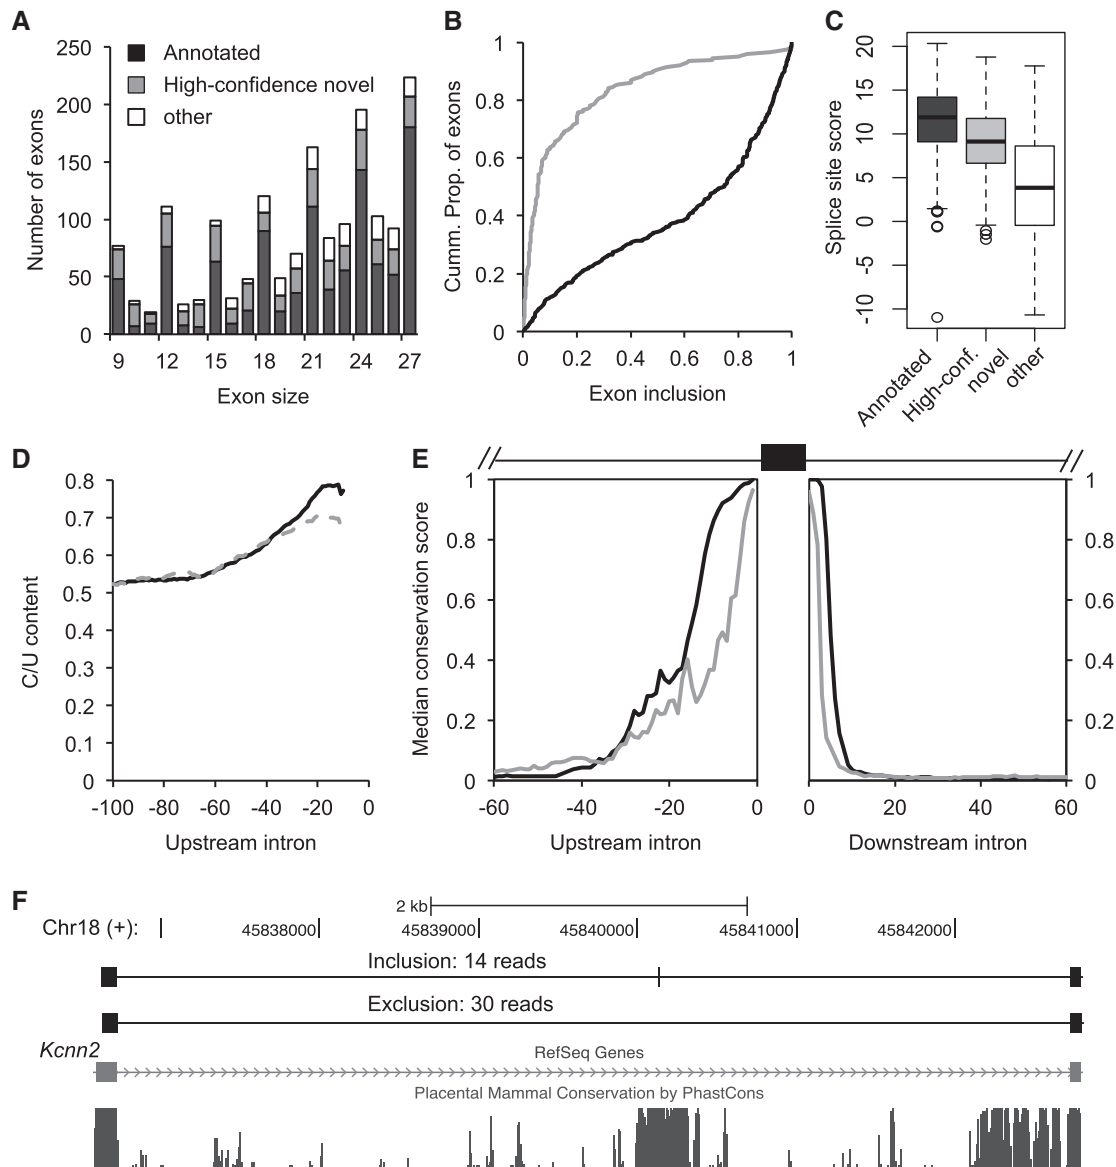 A
Number of exons
250
200
150
100
50
0
Annotated
High-confidence novel
other
9 12 15 18 21 24 27
Exon size
B
Cumm. Prop. of exons
1
0.8
0.6
0.4
0.2
0
0 0.2 0.4 0.6 0.8 1
Exon inclusion
C
Splice site score
20
15
10
5
0
-5
-10
Annotated
High-conf.
novel
other
D
C/U content
0.8
0.7
0.6
0.5
0.4
0.3
0.2
0.1
0
-100 -80 -60 -40 -20 0
Upstream intron
E
Median conservation score
1
0.8
0.6
0.4
0.2
0
-60 -40 -20 0
Upstream intron
1
0.8
0.6
0.4
0.2
0
0 20 40 60
Downstream intron
F
2 kb
Chr18 (+): 45838000 45839000 45840000 45841000 45842000
Inclusion: 14 reads
Exclusion: 30 reads
Kcnn2
RefSeq Genes
Placental Mammal Conservation by PhastCons